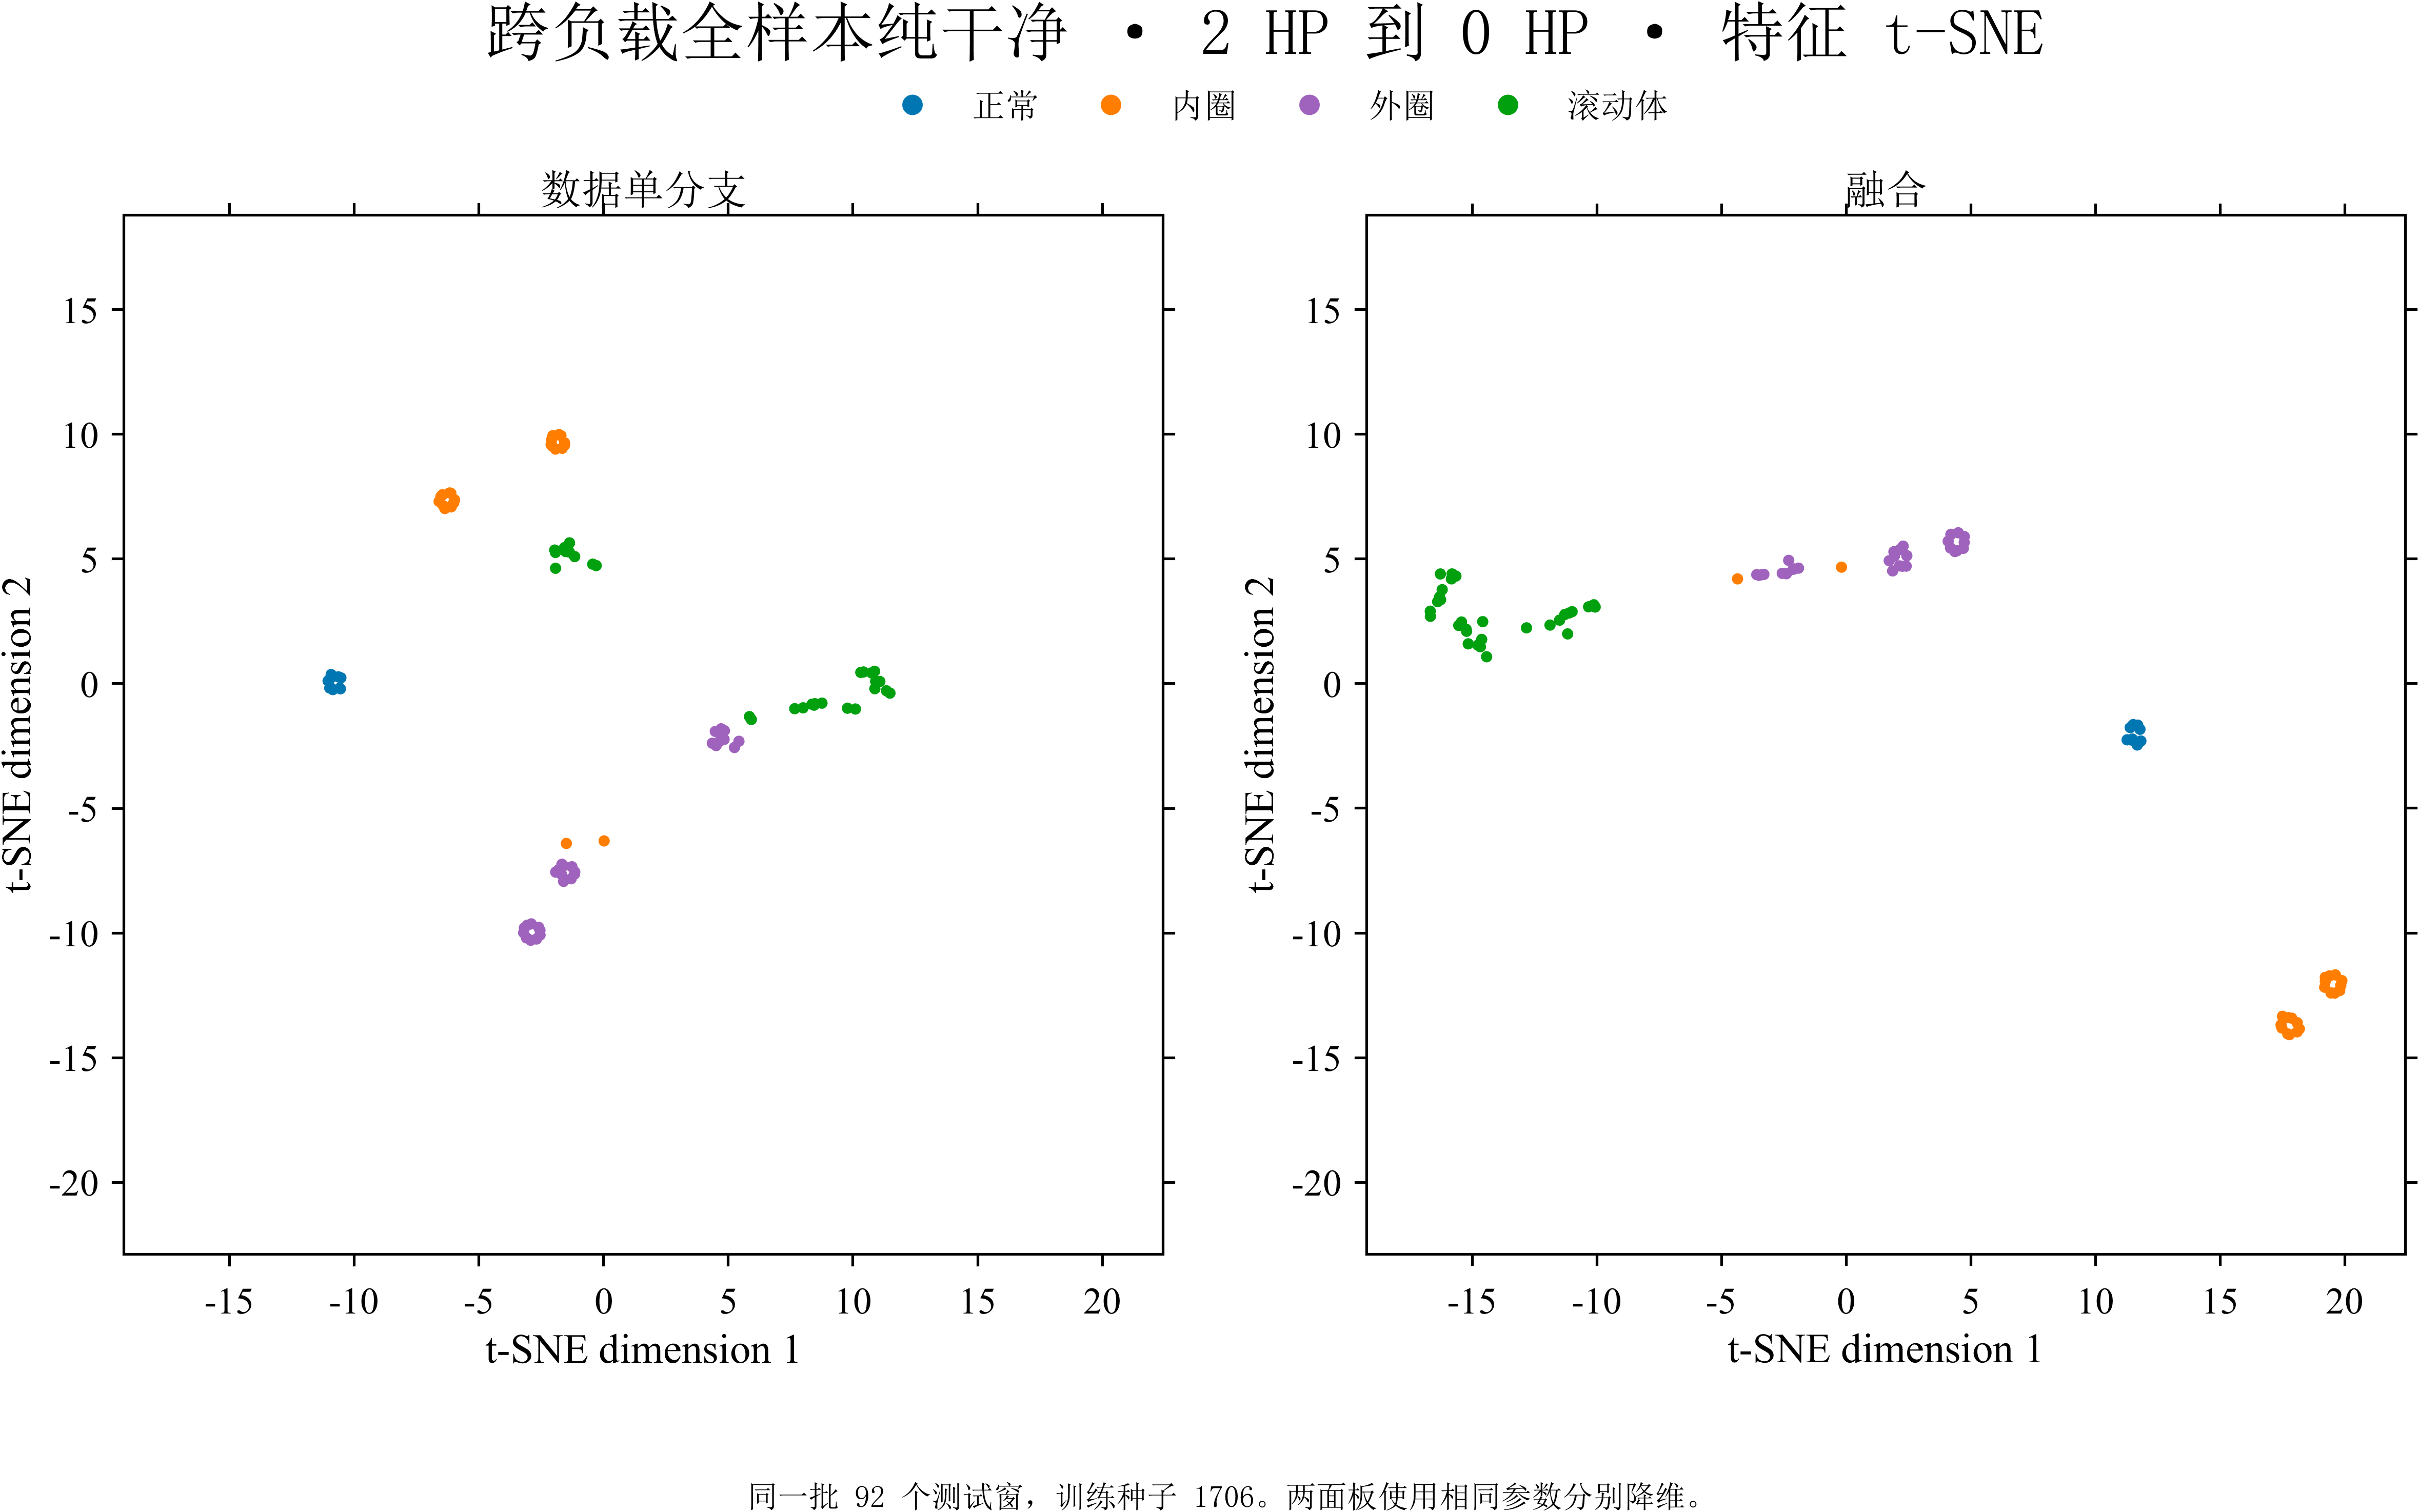 跨负载全样本纯干净 · 2 HP 到 0 HP · 特征 t-SNE
正常 内圈 外圈 滚动体
数据单分支
15
10
5
0
-5
-10
-15
-20
t-SNE dimension 2
-15 -10 -5 0 5 10 15 20
t-SNE dimension 1
融合
15
10
5
0
-5
-10
-15
-20
t-SNE dimension 2
-15 -10 -5 0 5 10 15 20
t-SNE dimension 1
同一批 92 个测试窗，训练种子 1706。两面板使用相同参数分别降维。